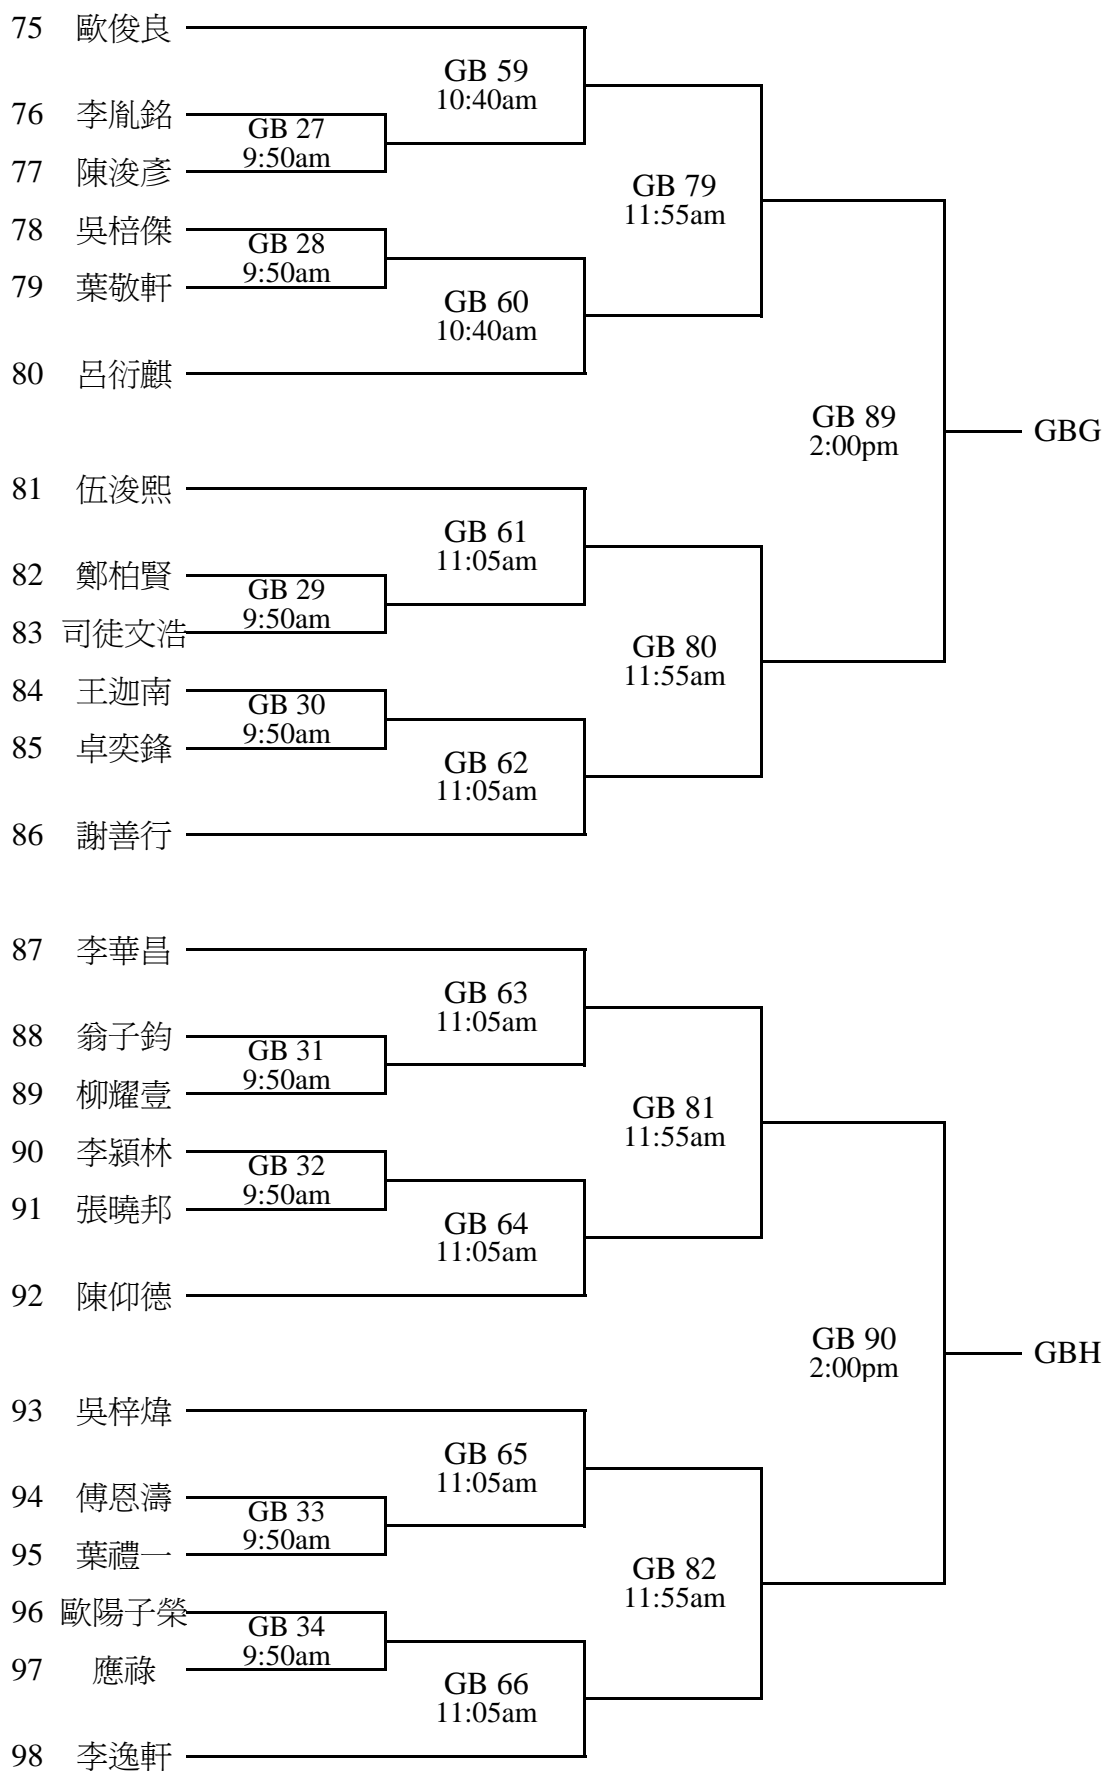 75 歐俊良
GB 59
10:40am
76 李胤銘
GB 27
9:50am
77 陳浚彥
GB 79
11:55am
78 吳棓傑
GB 28
9:50am
79 葉敬軒
GB 60
10:40am
80 呂衍麒
GB 89
2:00pm
GBG
81 伍浚熙
GB 61
11:05am
82 鄭柏賢
GB 29
9:50am
83 司徒文浩
GB 80
11:55am
84 王迦南
GB 30
9:50am
85 卓奕鋒
GB 62
11:05am
86 謝善行
87 李華昌
GB 63
11:05am
88 翁子鈞
GB 31
9:50am
89 柳耀壹
GB 81
11:55am
90 李潁林
GB 32
9:50am
91 張曉邦
GB 64
11:05am
92 陳仰德
GB 90
2:00pm
GBH
93 吳梓煒
GB 65
11:05am
94 傅恩濤
GB 33
9:50am
95 葉禮一
GB 82
11:55am
96 歐陽子榮
GB 34
9:50am
97 應祿
GB 66
11:05am
98 李逸軒